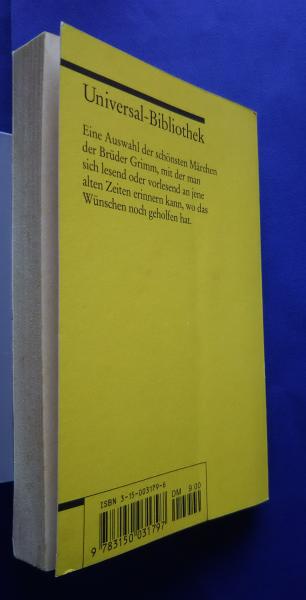 Universal-Bibliothek
Eine Auswahl der schönsten Märchen
der Brüder Grimm, mit der man
sich lesend oder vorlesend an jene
alten Zeiten erinnern kann, wo das
Wünschen noch geholfen hat.
ISBN 3-15-003179-6 DM 9.00
9 783150 031797